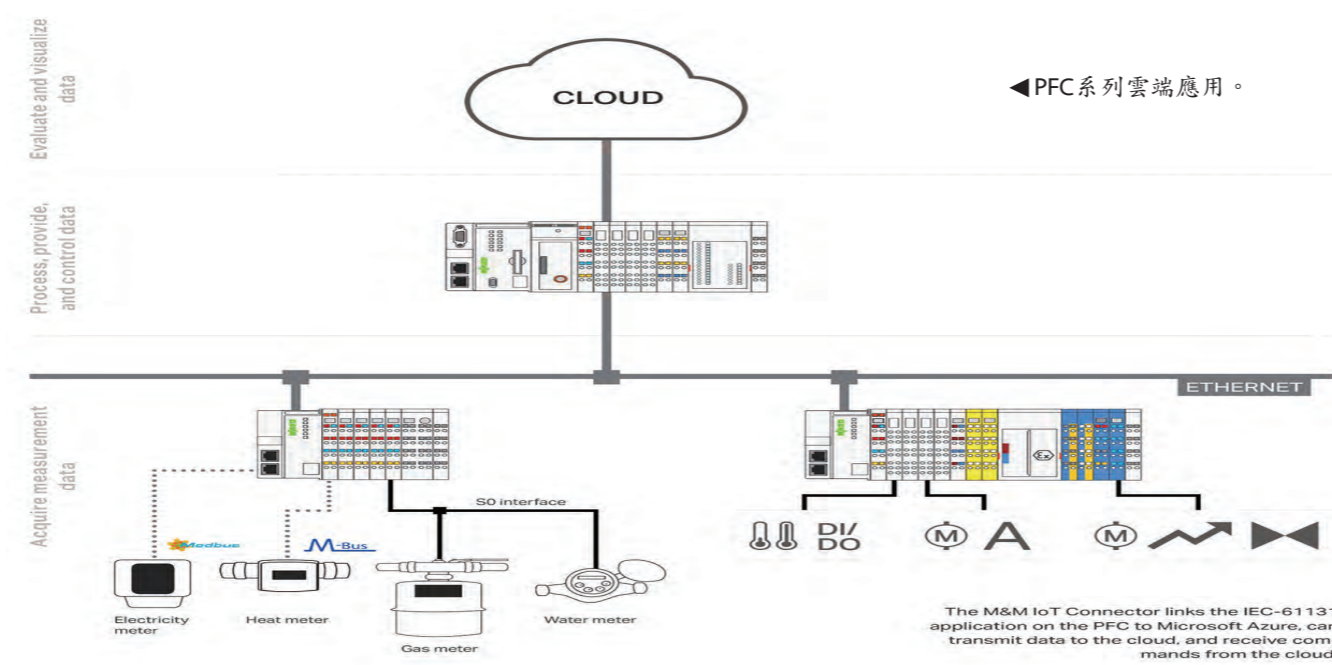 Evaluate and visualize
data
CLOUD
◀PFC系列雲端應用。
Process, provide,
and control data
ETHERNET
Acquire measurement
data
S0 interface
Modbus
M-Bus
DI/
DO
M
A
Ex
M
Electricity
meter
Heat meter
Gas meter
Water meter
The M&M IoT Connector links the IEC-61131
application on the PFC to Microsoft Azure, can
transmit data to the cloud, and receive com-
mands from the cloud